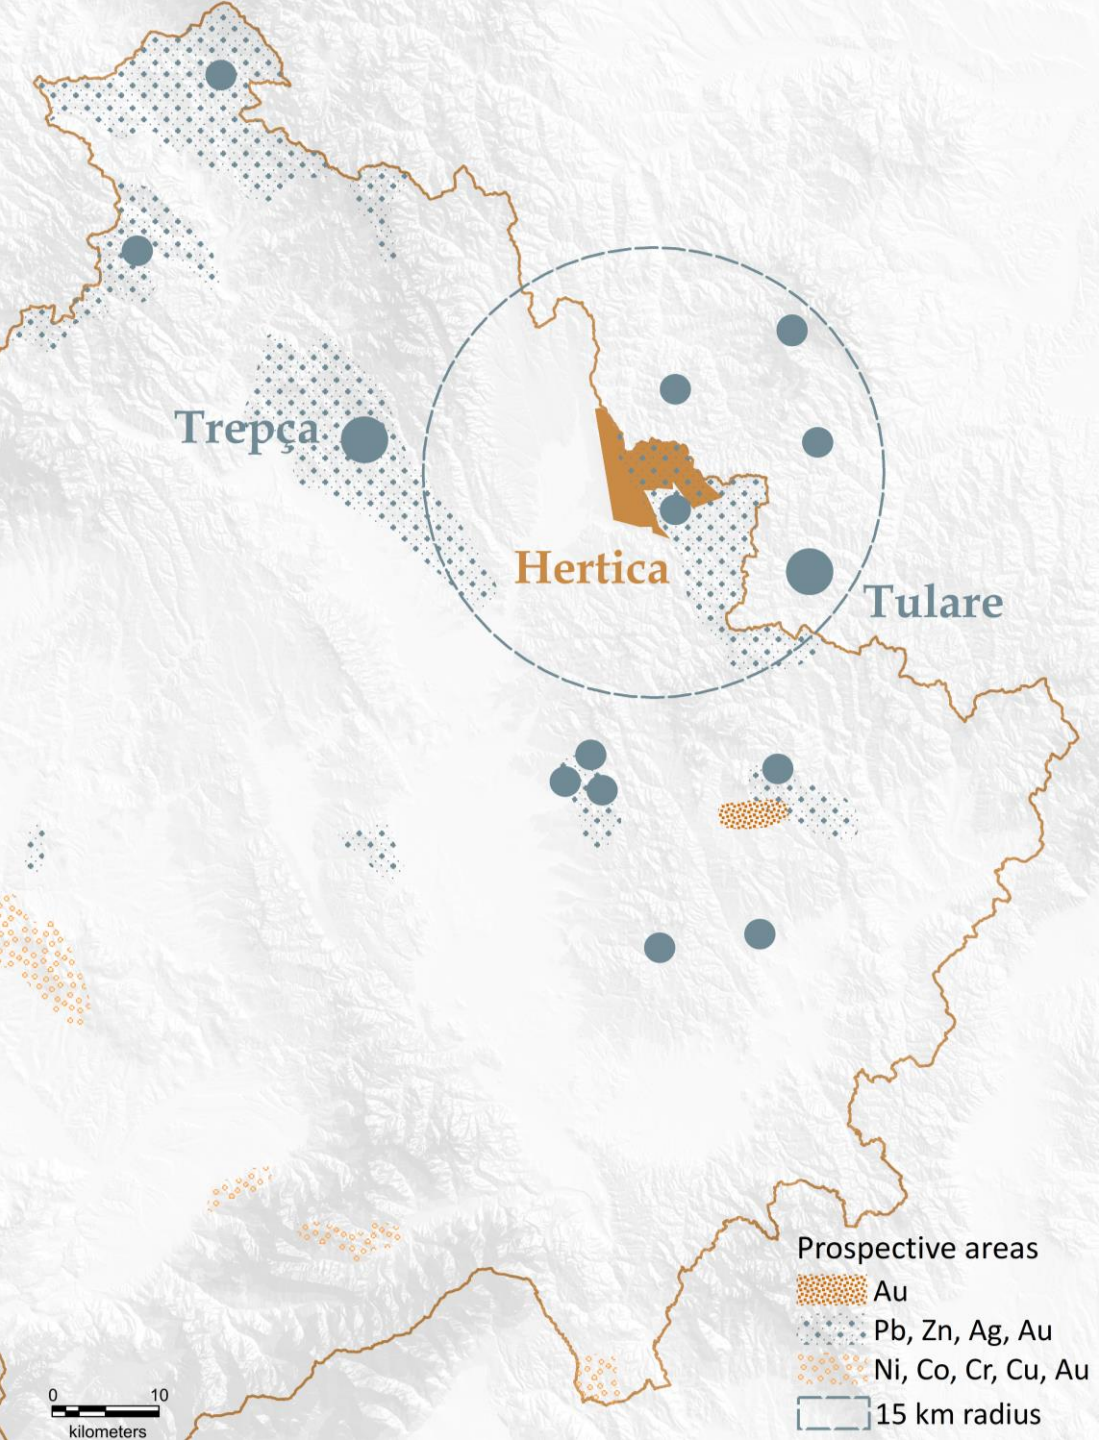 Trepça
Hertica
Tulare
Prospective areas
Au
Pb, Zn, Ag, Au
Ni, Co, Cr, Cu, Au
15 km radius
0 10
kilometers